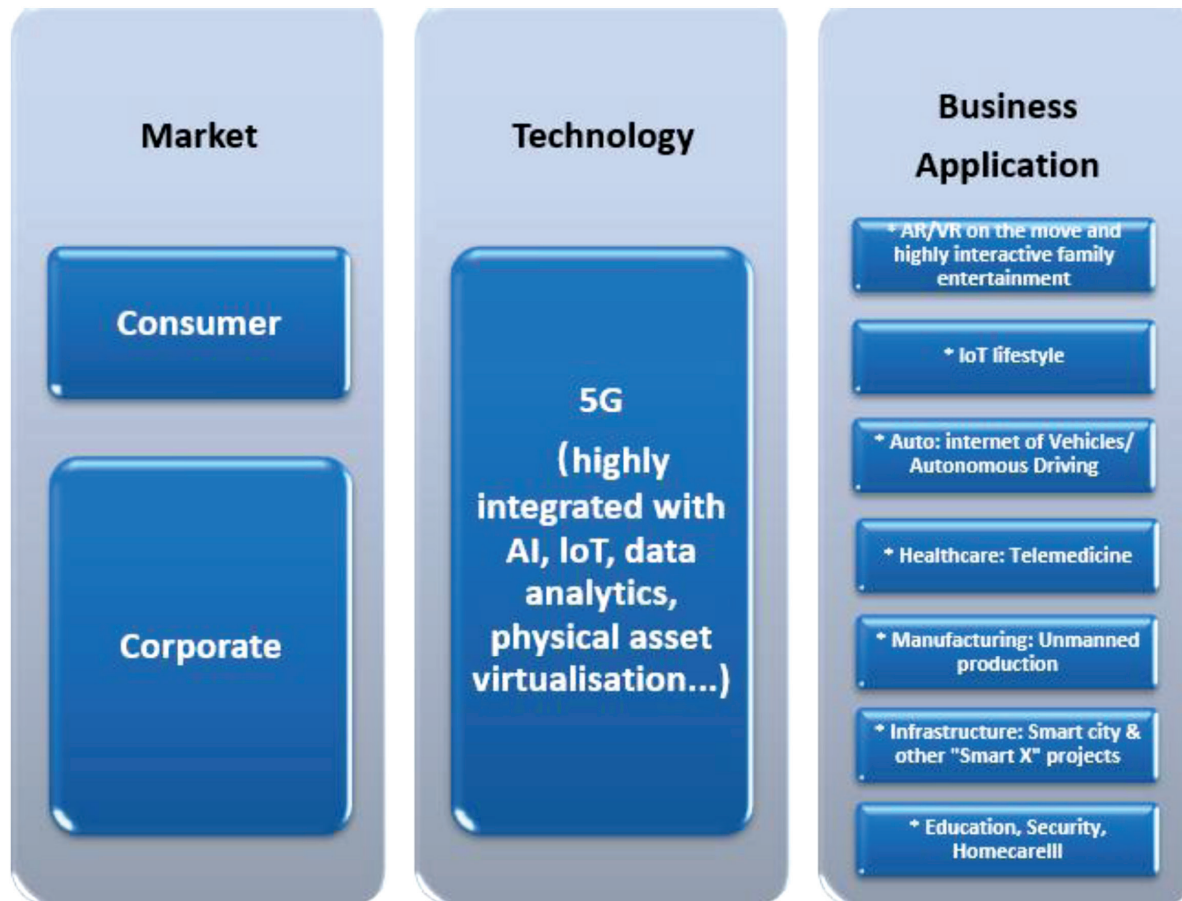 Market
Consumer
Corporate
Technology
5G
(highly
integrated with
AI, IoT, data
analytics,
physical asset
virtualisation...)
Business
Application
* AR/VR on the move and
highly interactive family
entertainment
* IoT lifestyle
* Auto: internet of Vehicles/
Autonomous Driving
* Healthcare: Telemedicine
* Manufacturing: Unmanned
production
* Infrastructure: Smart city &
other "Smart X" projects
* Education, Security,
HomecareIII